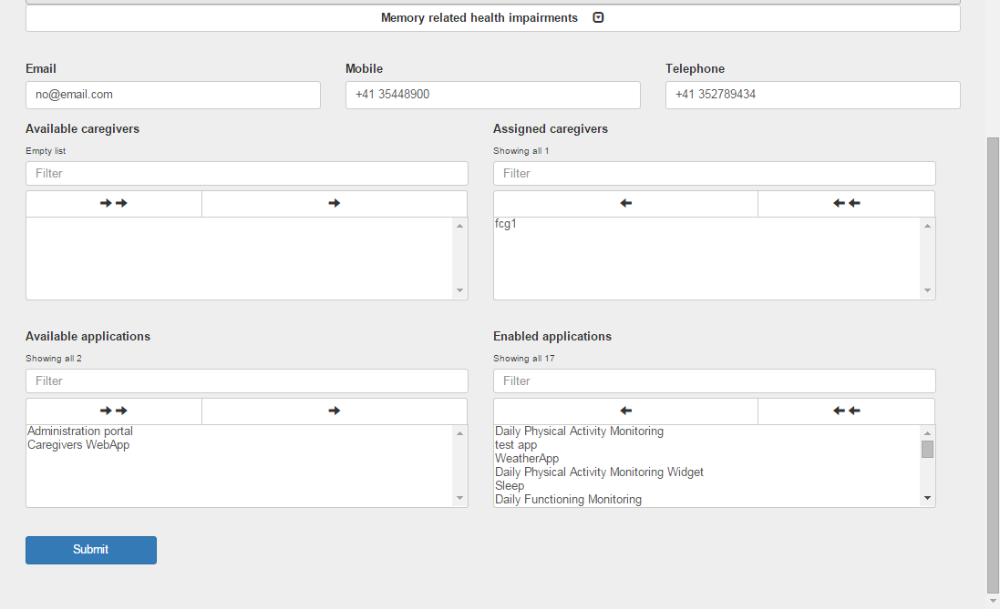 Memory related health impairments
Email Mobile Telephone
no@email.com +41 35448900 +41 352789434
Available caregivers Assigned caregivers
Empty list Showing all 1
Filter Filter
fcg1
Available applications Enabled applications
Showing all 2 Showing all 17
Filter Filter
Administration portal Daily Physical Activity Monitoring
Caregivers WebApp test app
WeatherApp
Daily Physical Activity Monitoring Widget
Sleep
Daily Functioning Monitoring
Submit